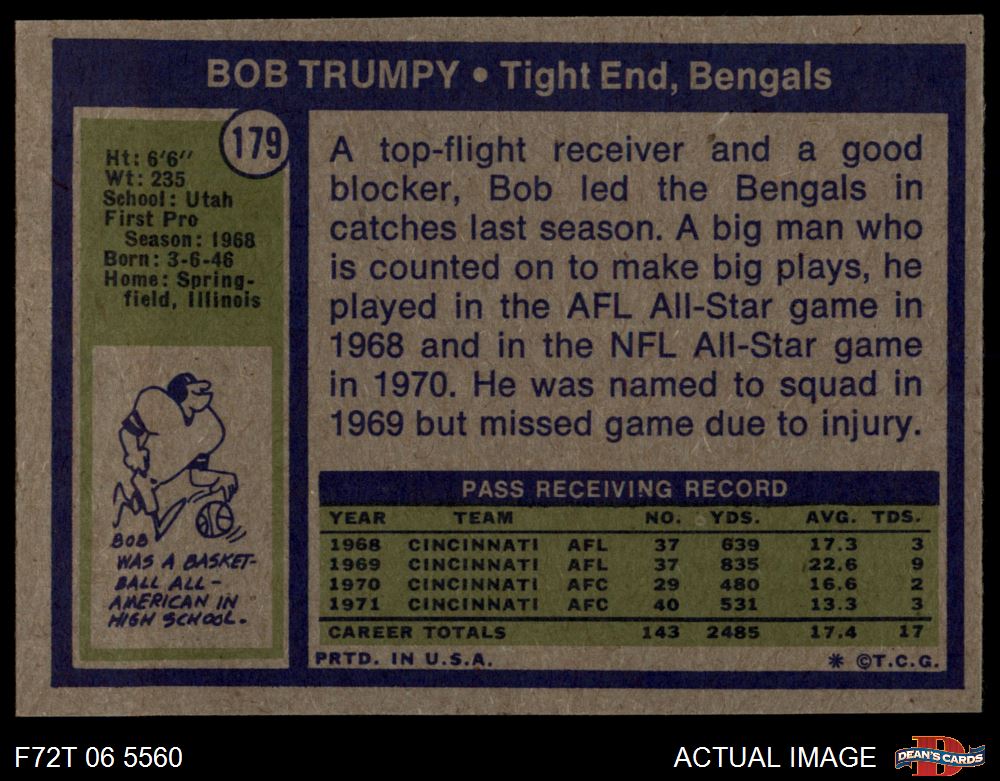 BOB TRUMPY • Tight End, Bengals
179
Ht: 6'6"
Wt: 235
School: Utah
First Pro
Season: 1968
Born: 3-6-46
Home: Spring-
field, Illinois
BOB
WAS A BASKET-
BALL ALL-
AMERICAN IN
HIGH SCHOOL.
A top-flight receiver and a good
blocker, Bob led the Bengals in
catches last season. A big man who
is counted on to make big plays, he
played in the AFL All-Star game in
1968 and in the NFL All-Star game
in 1970. He was named to squad in
1969 but missed game due to injury.
PASS RECEIVING RECORD
YEAR TEAM NO. YDS. AVG. TDS.
1968 CINCINNATI AFL 37 639 17.3 3
1969 CINCINNATI AFL 37 835 22.6 9
1970 CINCINNATI AFC 29 480 16.6 2
1971 CINCINNATI AFC 40 531 13.3 3
CAREER TOTALS 143 2485 17.4 17
PRTD. IN U.S.A. * ©T.C.G.
F72T 06 5560 ACTUAL IMAGE DEAN'S CARDS